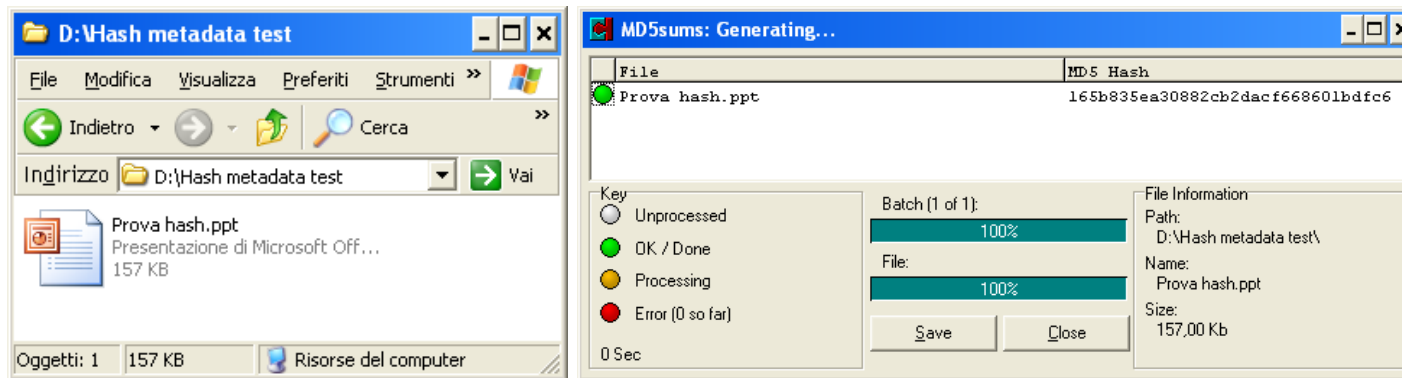 D:\Hash metadata test
File Modifica Visualizza Preferiti Strumenti »
Indietro Cerca »
Indirizzo D:\Hash metadata test Vai
Prova hash.ppt
Presentazione di Microsoft Off...
157 KB
Oggetti: 1 157 KB Risorse del computer
MD5sums: Generating...
File MD5 Hash
Prova hash.ppt 165b835ea30882cb2dacf668601bdfc6
Key
Unprocessed
OK / Done
Processing
Error (0 so far)
0 Sec
Batch (1 of 1):
100%
File:
100%
Save Close
File Information
Path:
D:\Hash metadata test\
Name:
Prova hash.ppt
Size:
157,00 Kb